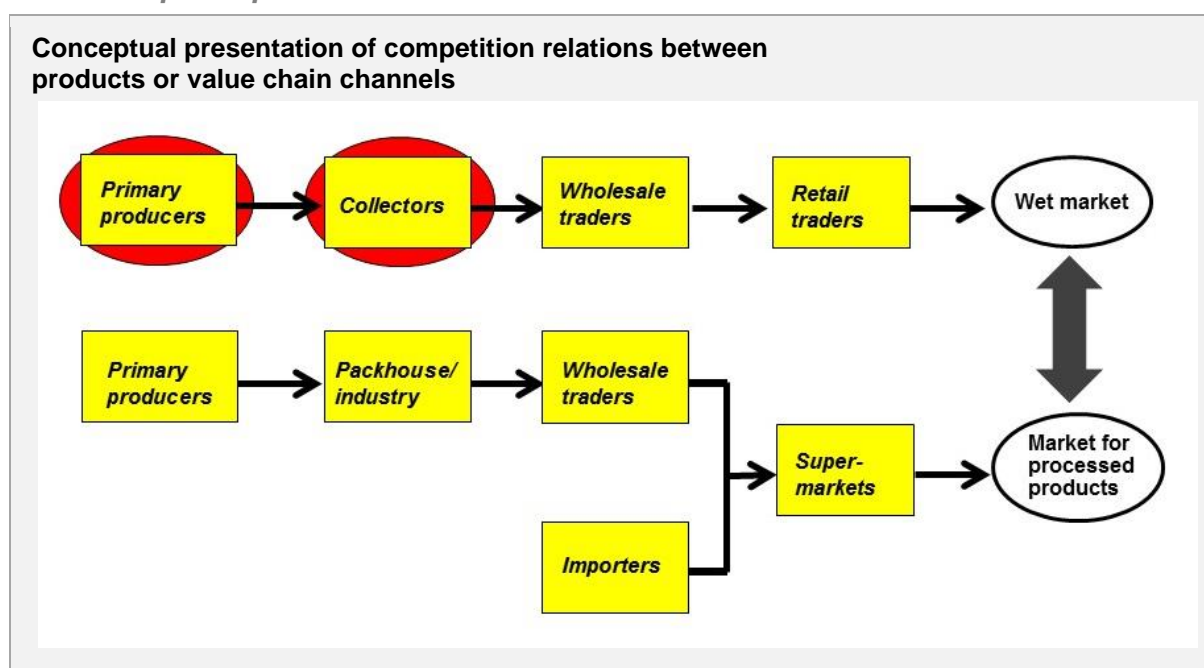 Conceptual presentation of competition relations between
products or value chain channels
Primary
producers
Collectors
Wholesale
traders
Retail
traders
Wet market
Primary
producers
Packhouse/
industry
Wholesale
traders
Super-
markets
Market for
processed
products
Importers